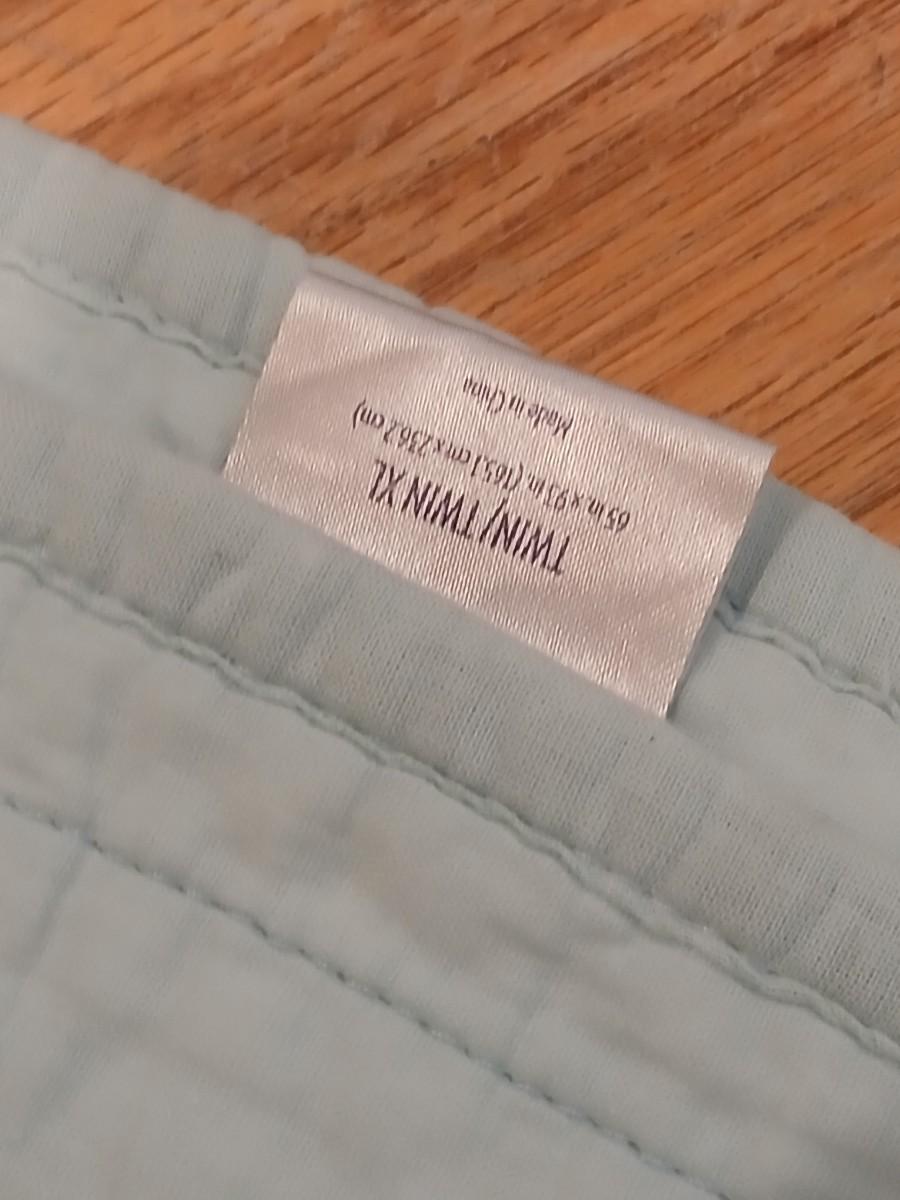 TWIN/TWIN XL
65 in. x 93 in. (165.1 cm x 236.2 cm)
Made in China